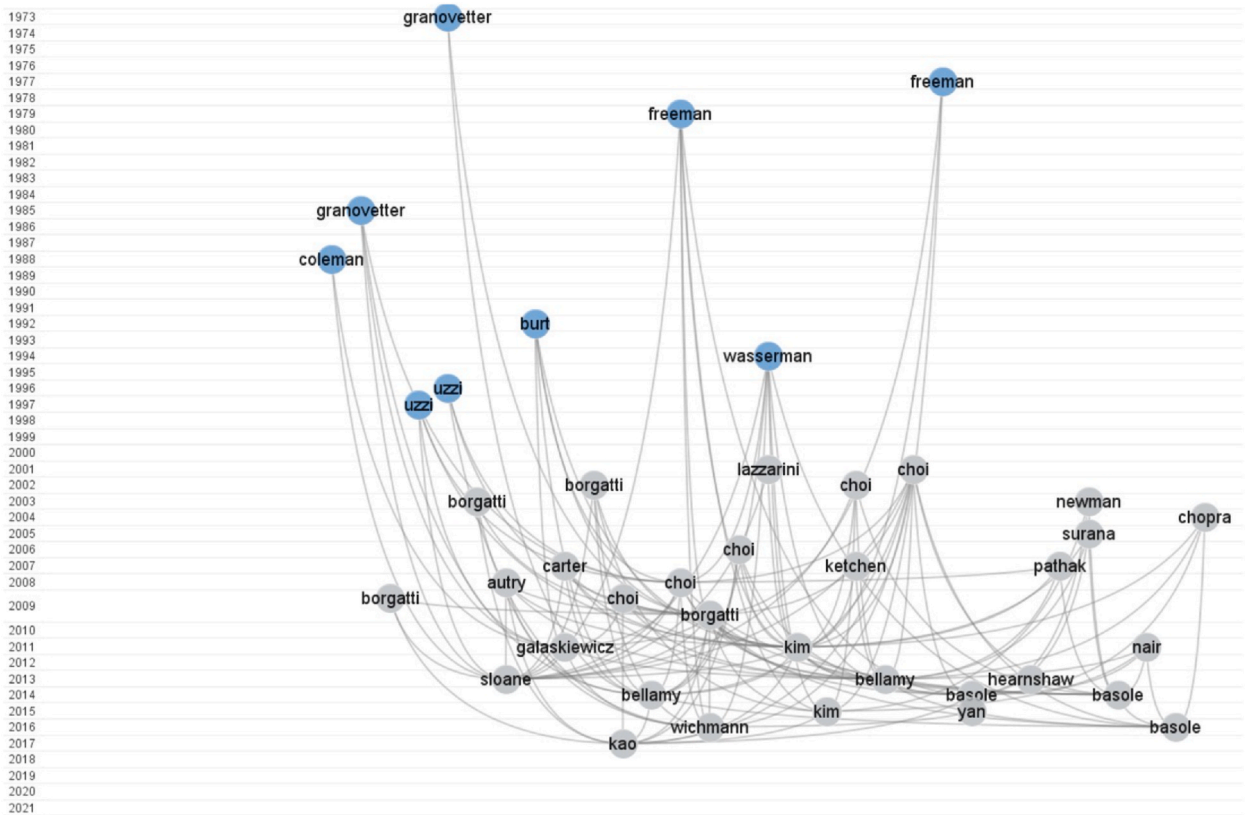 1973
granovetter
1974
1975
1976
1977
freeman
1978
1979
freeman
1980
1981
1982
1983
1984
1985
granovetter
1986
1987
1988
coleman
1989
1990
1991
1992
burt
1993
1994
wasserman
1995
1996
uzzi
1997
uzzi
1998
1999
2000
2001
lazzarini
choi
2002
borgatti
choi
2003
borgatti
newman
2004
chopra
2005
surana
2006
choi
2007
carter
ketchen
pathak
2008
autry
choi
2009
borgatti
choi
borgatti
2010
2011
galaskiewicz
kim
nair
2012
2013
sloane
bellamy
hearnshaw
2014
bellamy
basole
basole
2015
kim
yan
2016
wichmann
basole
2017
kao
2018
2019
2020
2021